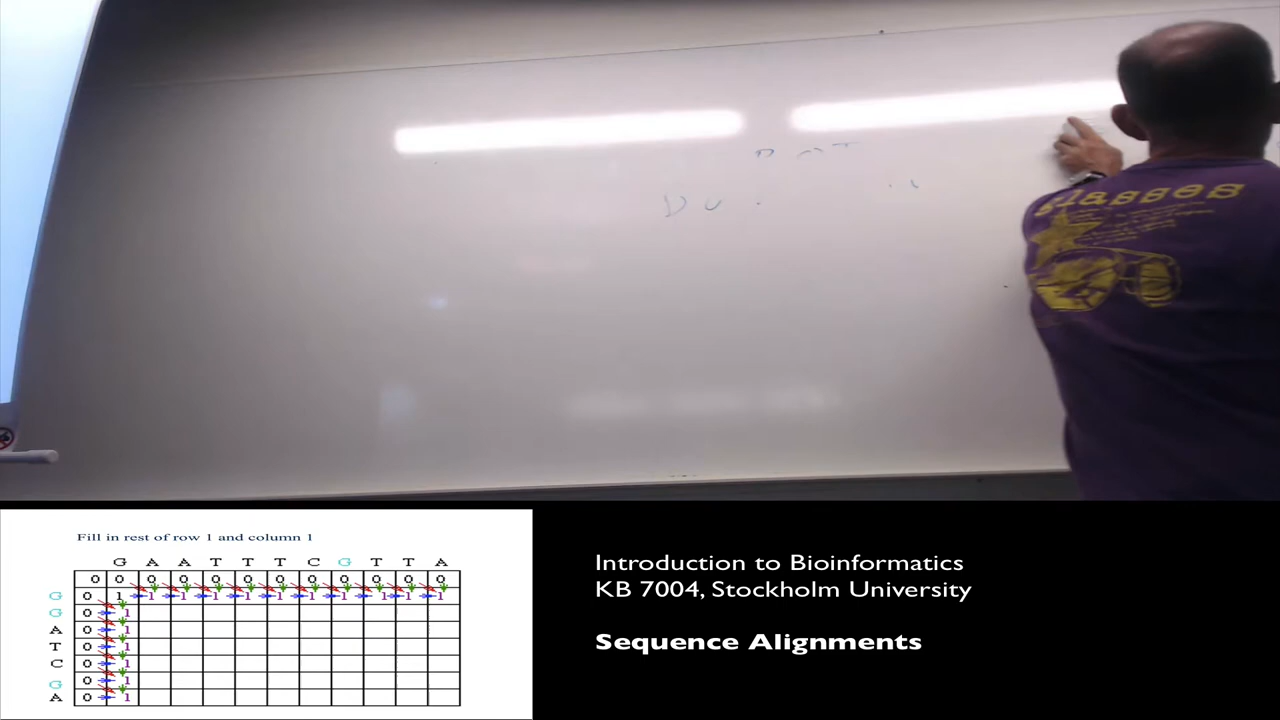 glasses
Fill in rest of row 1 and column 1
G A A T T T C G T T A
0 0 0 0 0 0 0 0 0 0 0 0
G 0 1 1 1 1 1 1 1 1 1 1 1
G 0 1
A 0 1
T 0 1
C 0 1
G 0 1
A 0 1
Introduction to Bioinformatics
KB 7004, Stockholm University
Sequence Alignments